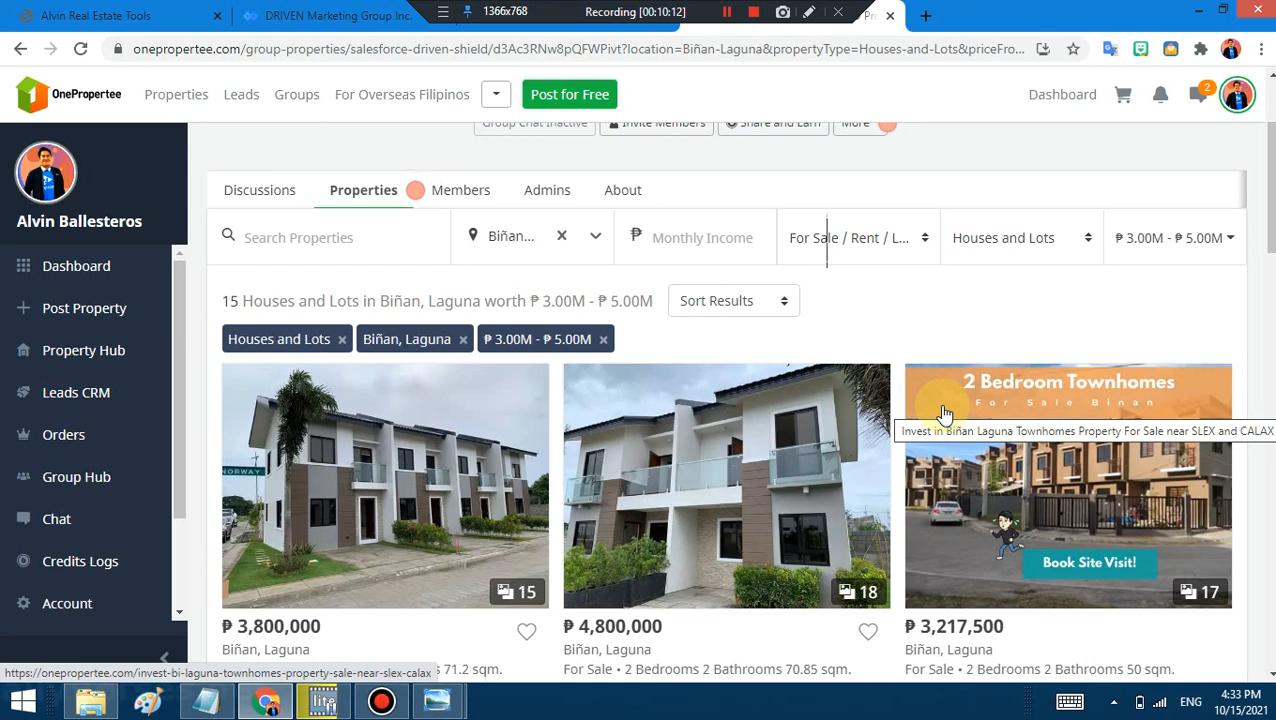 Alvin Real Estate Tools
DRIVEN Marketing Group Inc.
1366x768
Recording [00:10:12]
onepropertee.com/group-properties/salesforce-driven-shield/d3Ac3RNw8pQFWPivt?location=Biñan-Laguna&propertyType=Houses-and-Lots&priceFro...
OnePropertee
Properties
Leads
Groups
For Overseas Filipinos
Post for Free
Dashboard
2
Group Chat Inactive
Invite Members
Share and Earn
More
Alvin Ballesteros
Dashboard
Post Property
Property Hub
Leads CRM
Orders
Group Hub
Chat
Credits Logs
Account
Discussions
Properties
Members
Admins
About
Search Properties
Biñan...
₱ Monthly Income
For Sale / Rent / L...
Houses and Lots
₱ 3.00M - ₱ 5.00M
15 Houses and Lots in Biñan, Laguna worth ₱ 3.00M - ₱ 5.00M
Sort Results
Houses and Lots ×
Biñan, Laguna ×
₱ 3.00M - ₱ 5.00M ×
NORWAY
15
₱ 3,800,000
Biñan, Laguna
71.2 sqm.
18
₱ 4,800,000
Biñan, Laguna
For Sale • 2 Bedrooms 2 Bathrooms 70.85 sqm.
2 Bedroom Townhomes
For Sale Binan
Invest in Biñan Laguna Townhomes Property For Sale near SLEX and CALAX
Book Site Visit!
17
₱ 3,217,500
Biñan, Laguna
For Sale • 2 Bedrooms 2 Bathrooms 50 sqm.
https://onepropertee.com/invest-bi-laguna-townhomes-property-sale-near-slex-calax
ENG
4:33 PM
10/15/2021